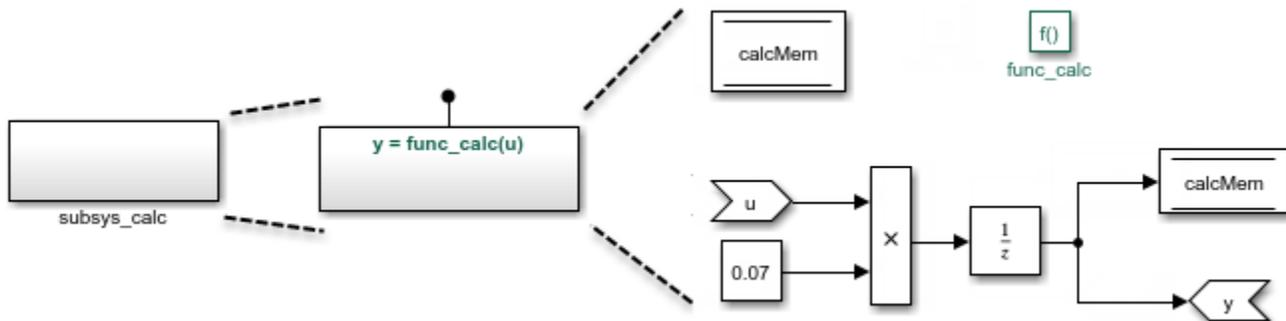 subsys_calc
y = func_calc(u)
calcMem
f()
func_calc
u
0.07
×
1
z
calcMem
y